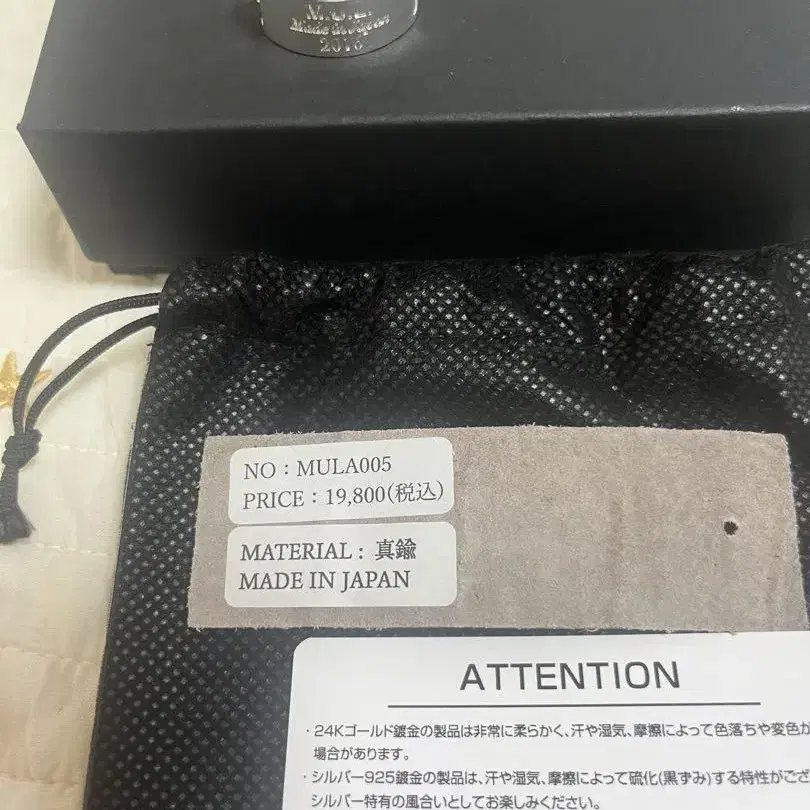 M.U.L.
Made in Japan
2016
NO : MULA005
PRICE : 19,800(税込)
MATERIAL : 真鍮
MADE IN JAPAN
ATTENTION
・24Kゴールド鍍金の製品は非常に柔らかく、汗や湿気、摩擦によって色落ちや変色が
場合があります。
・シルバー925鍍金の製品は、汗や湿気、摩擦によって硫化(黒ずみ)する特性がござ
シルバー特有の風合いとしてお楽しみください。